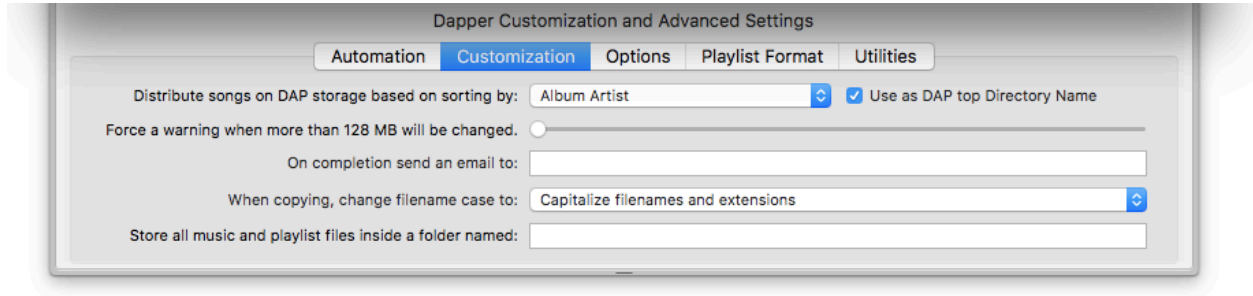 Dapper Customization and Advanced Settings
Automation Customization Options Playlist Format Utilities
Distribute songs on DAP storage based on sorting by: Album Artist Use as DAP top Directory Name
Force a warning when more than 128 MB will be changed.
On completion send an email to:
When copying, change filename case to: Capitalize filenames and extensions
Store all music and playlist files inside a folder named: